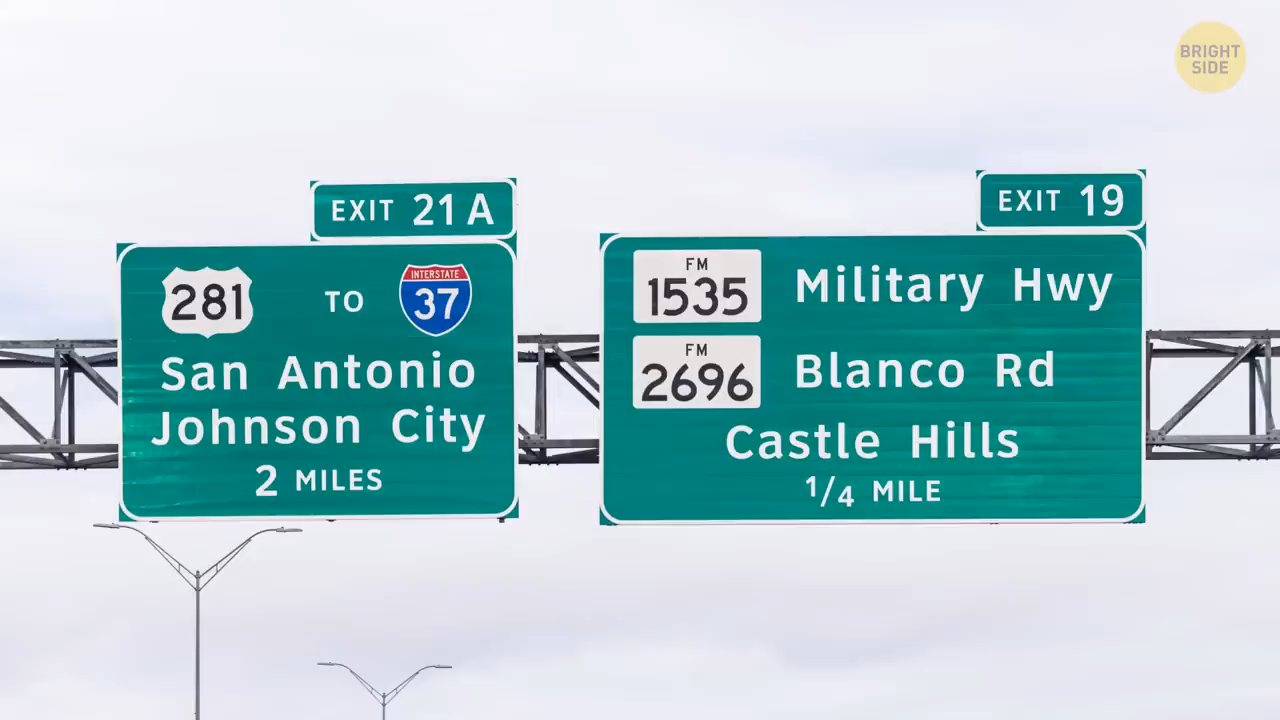 BRIGHT
SIDE
EXIT 21 A
281 TO INTERSTATE 37
San Antonio
Johnson City
2 MILES
EXIT 19
FM 1535 Military Hwy
FM 2696 Blanco Rd
Castle Hills
1/4 MILE